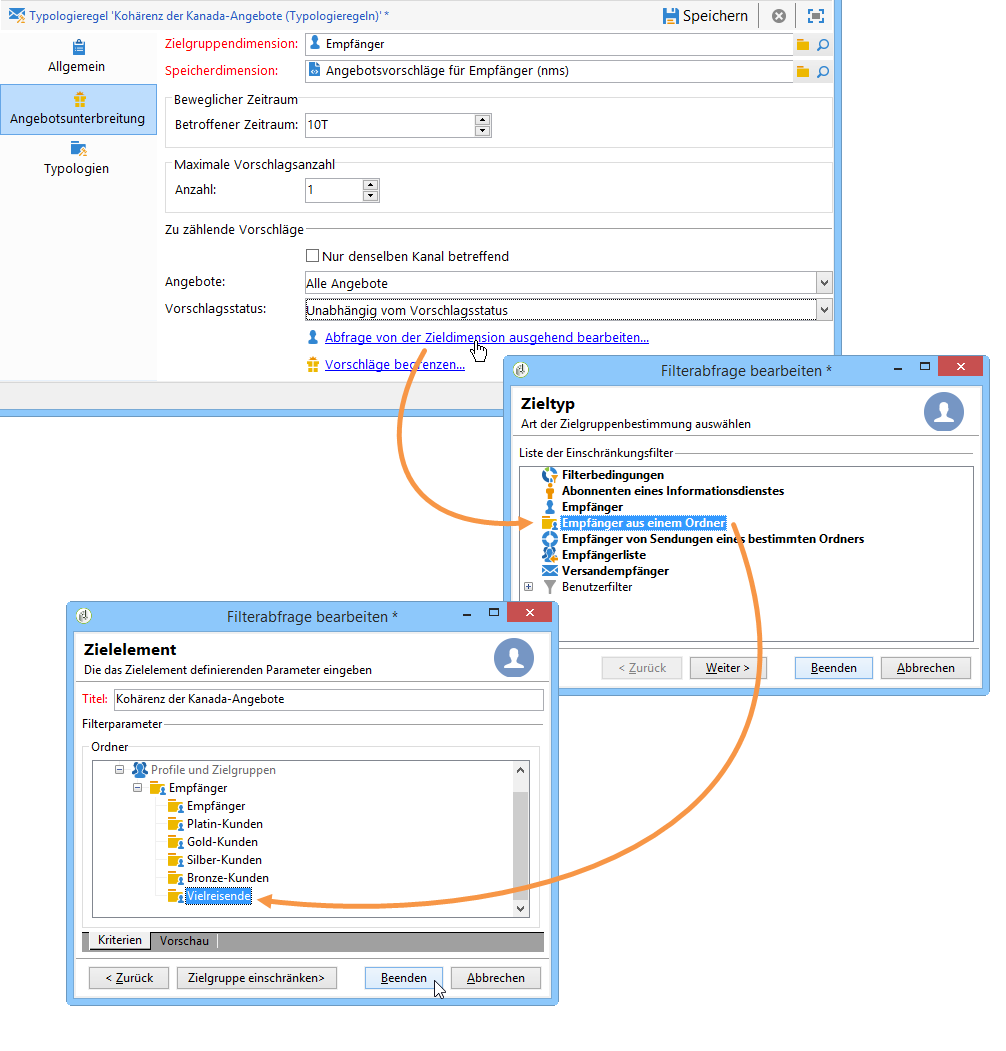 Typologieregel 'Kohärenz der Kanada-Angebote (Typologieregeln)' *
Speichern
Allgemein
Angebotsunterbreitung
Typologien
Zielgruppendimension: Empfänger
Speicherdimension: Angebotsvorschläge für Empfänger (nms)
Beweglicher Zeitraum
Betroffener Zeitraum: 10T
Maximale Vorschlagsanzahl
Anzahl: 1
Zu zählende Vorschläge
Nur denselben Kanal betreffend
Angebote: Alle Angebote
Vorschlagsstatus: Unabhängig vom Vorschlagsstatus
Abfrage von der Zieldimension ausgehend bearbeiten...
Vorschläge begrenzen...
Filterabfrage bearbeiten *
Zieltyp
Art der Zielgruppenbestimmung auswählen
Liste der Einschränkungsfilter
Filterbedingungen
Abonnenten eines Informationsdienstes
Empfänger
Empfänger aus einem Ordner
Empfänger von Sendungen eines bestimmten Ordners
Empfängerliste
Versandempfänger
Benutzerfilter
< Zurück Weiter > Beenden Abbrechen
Filterabfrage bearbeiten *
Zielelement
Die das Zielelement definierenden Parameter eingeben
Titel: Kohärenz der Kanada-Angebote
Filterparameter
Ordner
Profile und Zielgruppen
Empfänger
Empfänger
Platin-Kunden
Gold-Kunden
Silber-Kunden
Bronze-Kunden
Vielreisende
Kriterien Vorschau
< Zurück Zielgruppe einschränken> Beenden Abbrechen